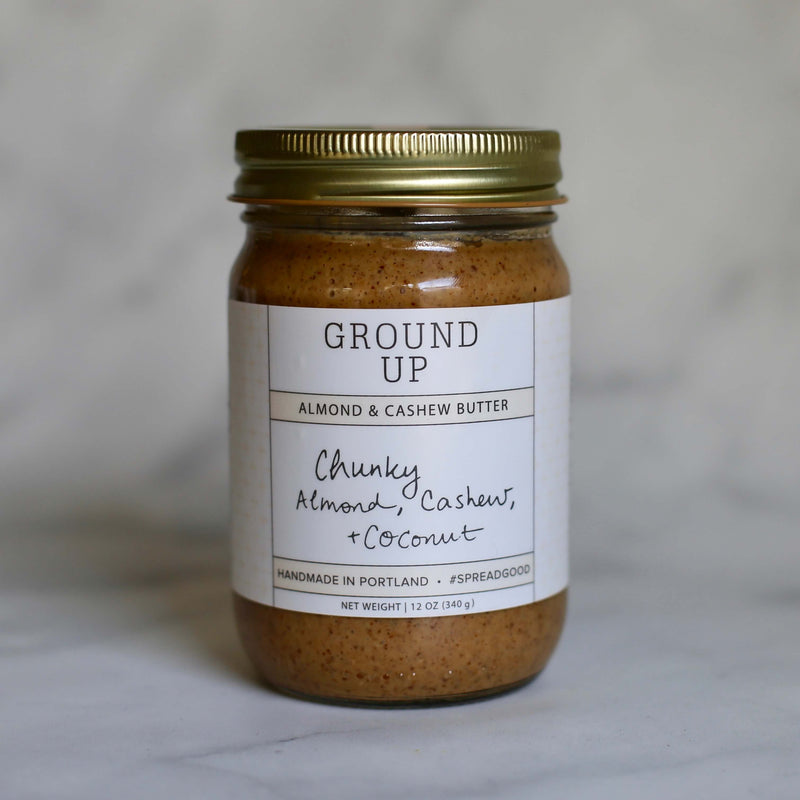 GROUND
UP
ALMOND & CASHEW BUTTER
Chunky
Almond, Cashew,
+ Coconut
HANDMADE IN PORTLAND • #SPREADGOOD
NET WEIGHT | 12 OZ (340 g)